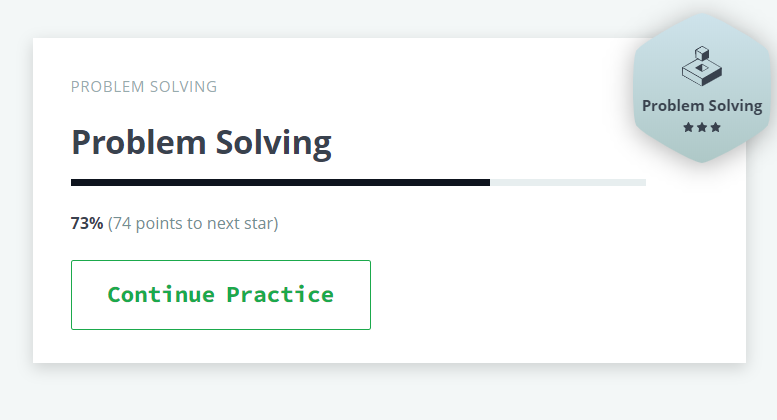 PROBLEM SOLVING
Problem Solving
Problem Solving
73% (74 points to next star)
Continue Practice